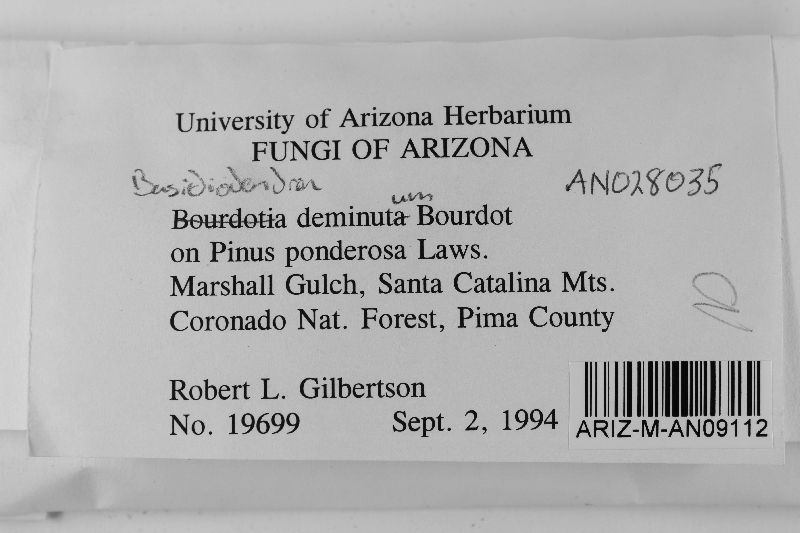 University of Arizona Herbarium
FUNGI OF ARIZONA
Basidiodendron AN028035
um
Bourdotia deminuta Bourdot
on Pinus ponderosa Laws.
Marshall Gulch, Santa Catalina Mts.
Coronado Nat. Forest, Pima County
Robert L. Gilbertson
No. 19699 Sept. 2, 1994
ARIZ-M-AN09112